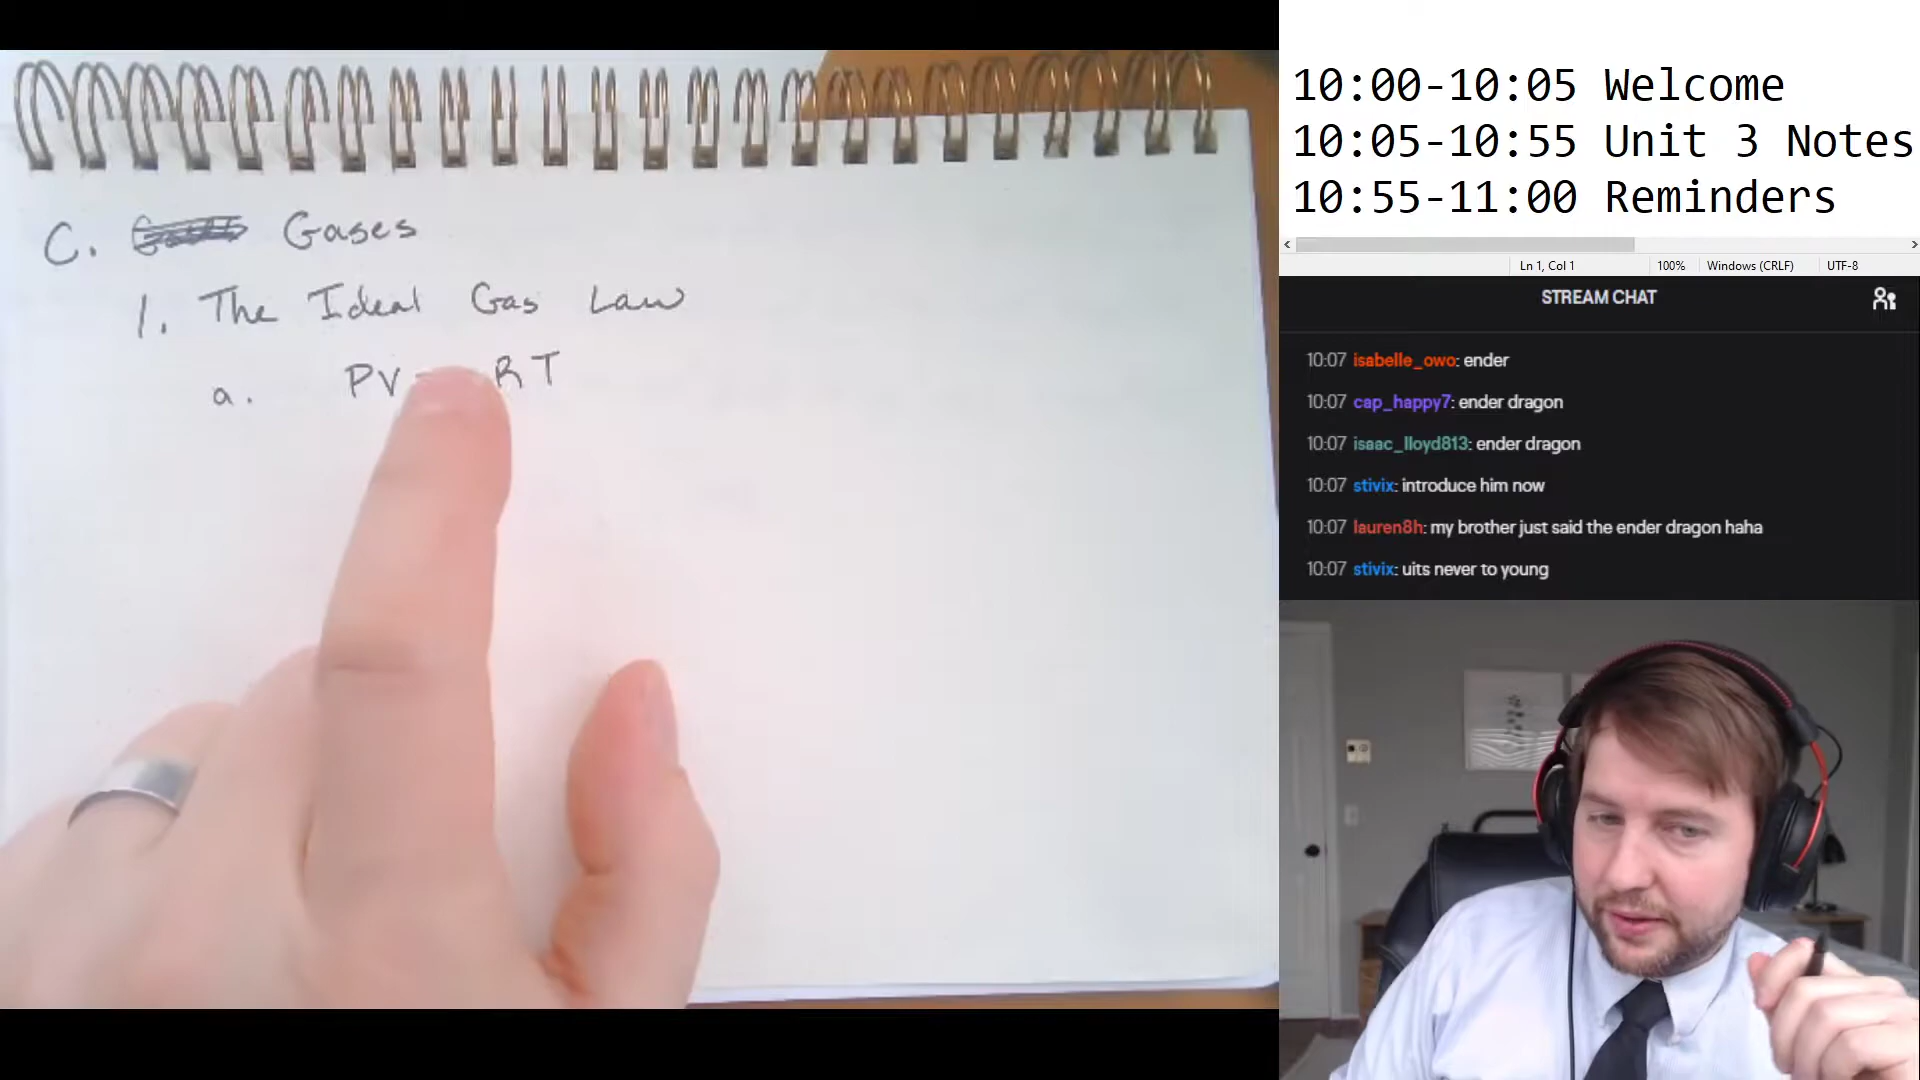 C. Gases
1. The Ideal Gas Law
a. PV = RT
10:00-10:05 Welcome
10:05-10:55 Unit 3 Notes
10:55-11:00 Reminders
Ln 1, Col 1 100% Windows (CRLF) UTF-8
STREAM CHAT
10:07 isabelle_owo: ender
10:07 cap_happy7: ender dragon
10:07 isaac_lloyd813: ender dragon
10:07 stivix: introduce him now
10:07 lauren8h: my brother just said the ender dragon haha
10:07 stivix: uits never to young